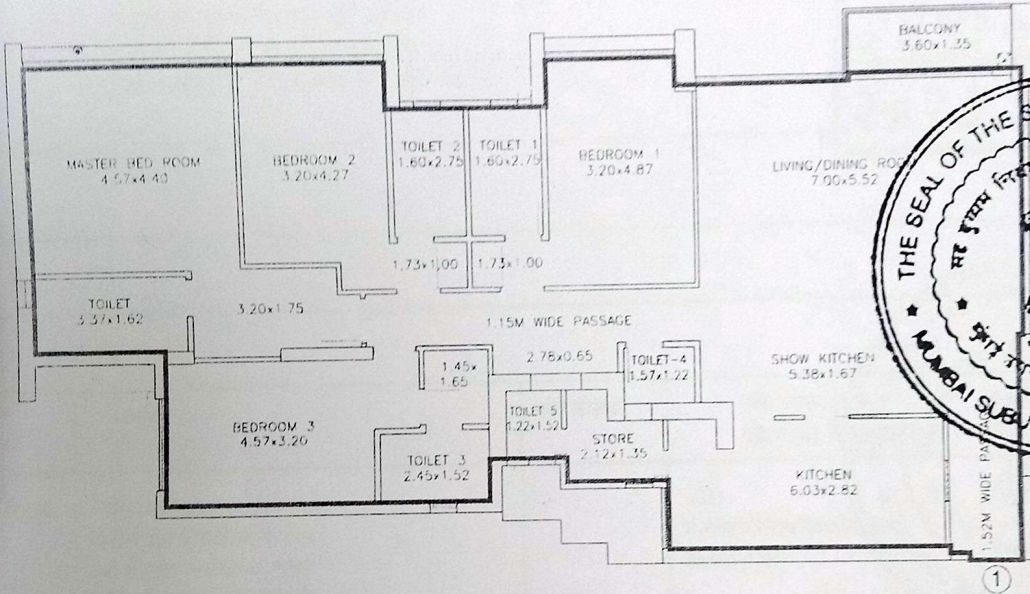 BALCONY
3.60x1.35
MASTER BED ROOM
4.57x4.40
BEDROOM 2
3.20x4.27
TOILET 2
1.60x2.75
TOILET 1
1.60x2.75
BEDROOM 1
3.20x4.87
LIVING/DINING
7.00x5.52
THE SEAL OF THE
MUMBAI
1.73x1.00
1.73x1.00
TOILET
3.37x1.62
3.20x1.75
1.15M WIDE PASSAGE
2.78x0.65
1.45x
1.65
TOILET-4
1.57x1.22
SHOW KITCHEN
5.38x1.67
BEDROOM 3
4.57x3.20
TOILET 5
1.22x1.52
STORE
2.12x1.35
TOILET 3
2.45x1.52
KITCHEN
6.03x2.82
1.52M WIDE
1